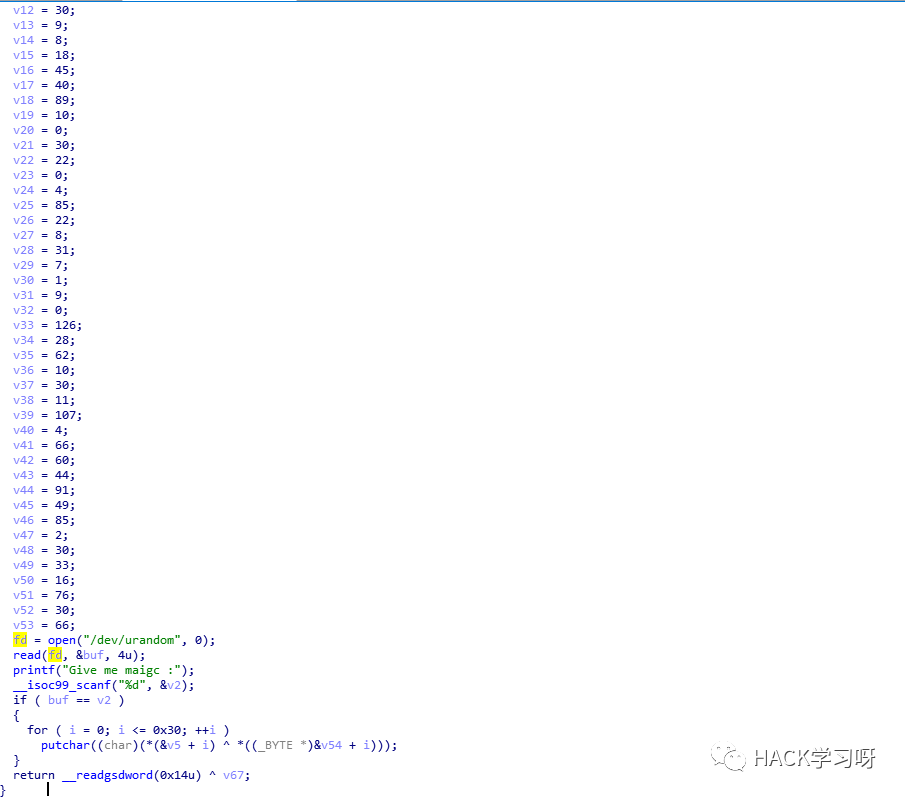 v12 = 30;
v13 = 9;
v14 = 8;
v15 = 18;
v16 = 45;
v17 = 40;
v18 = 89;
v19 = 10;
v20 = 0;
v21 = 30;
v22 = 22;
v23 = 0;
v24 = 4;
v25 = 85;
v26 = 22;
v27 = 8;
v28 = 31;
v29 = 7;
v30 = 1;
v31 = 9;
v32 = 0;
v33 = 126;
v34 = 28;
v35 = 62;
v36 = 10;
v37 = 30;
v38 = 11;
v39 = 107;
v40 = 4;
v41 = 66;
v42 = 60;
v43 = 44;
v44 = 91;
v45 = 49;
v46 = 85;
v47 = 2;
v48 = 30;
v49 = 33;
v50 = 16;
v51 = 76;
v52 = 30;
v53 = 66;
fd = open("/dev/urandom", 0);
read(fd, &buf, 4u);
printf("Give me maigc :");
__isoc99_scanf("%d", &v2);
if ( buf == v2 )
{
for ( i = 0; i <= 0x30; ++i )
putchar((char)(*(&v5 + i) ^ *((_BYTE *)&v54 + i)));
}
return __readgsdword(0x14u) ^ v67;
}
HACK学习呀